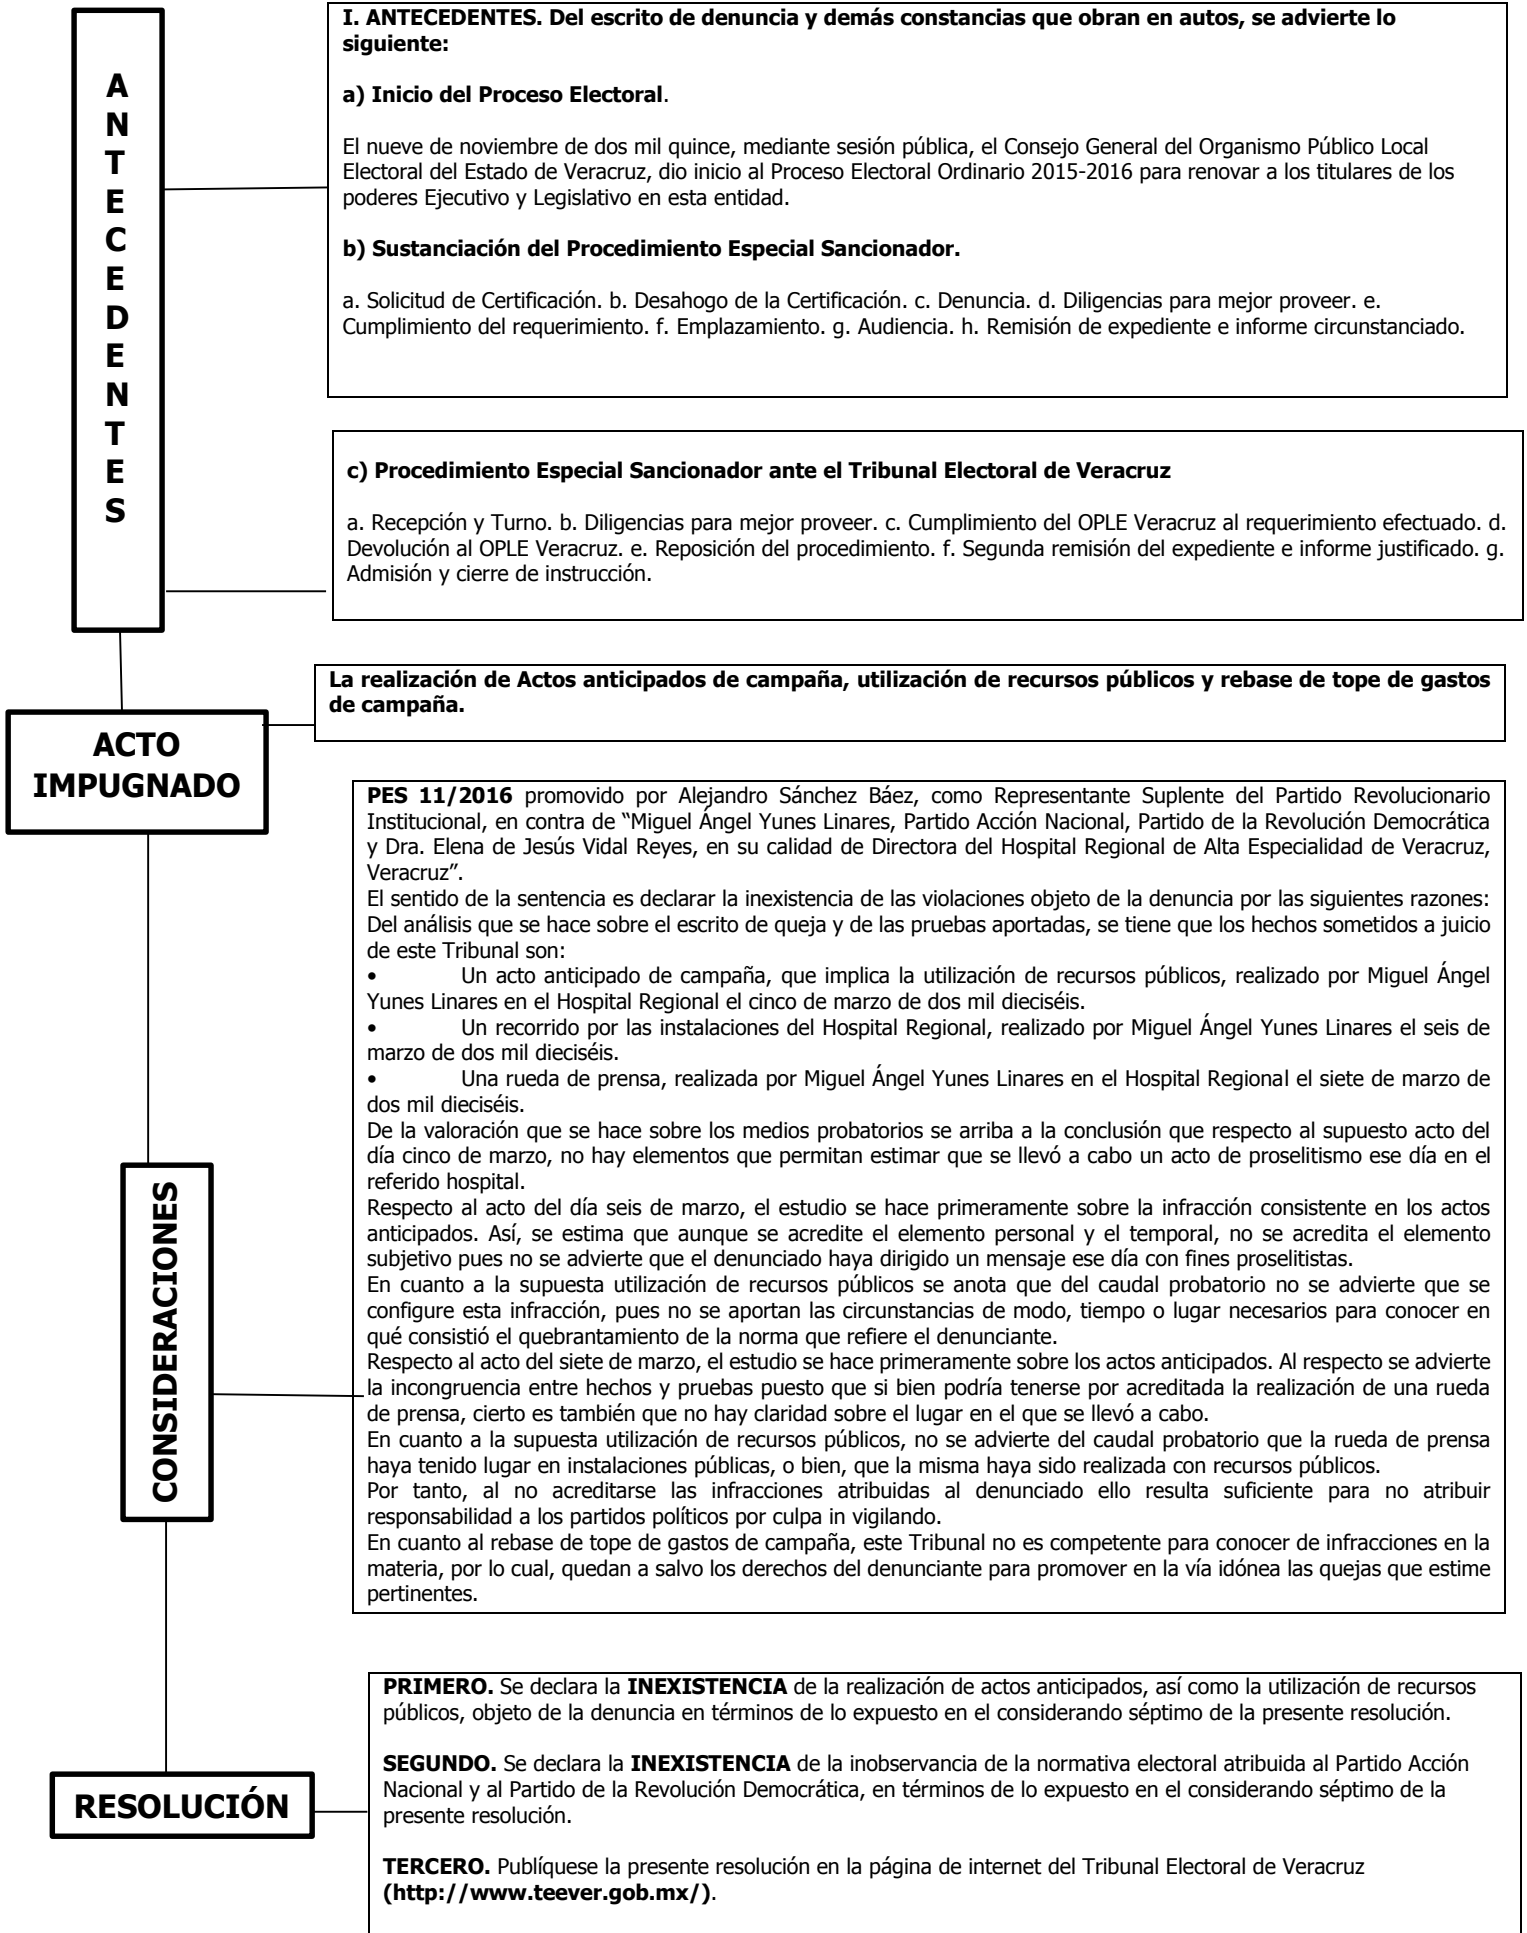 ANTECEDENTES
I. ANTECEDENTES. Del escrito de denuncia y demás constancias que obran en autos, se advierte lo
siguiente:
a) Inicio del Proceso Electoral.
El nueve de noviembre de dos mil quince, mediante sesión pública, el Consejo General del Organismo Público Local
Electoral del Estado de Veracruz, dio inicio al Proceso Electoral Ordinario 2015-2016 para renovar a los titulares de los
poderes Ejecutivo y Legislativo en esta entidad.
b) Sustanciación del Procedimiento Especial Sancionador.
a. Solicitud de Certificación. b. Desahogo de la Certificación. c. Denuncia. d. Diligencias para mejor proveer. e.
Cumplimiento del requerimiento. f. Emplazamiento. g. Audiencia. h. Remisión de expediente e informe circunstanciado.
c) Procedimiento Especial Sancionador ante el Tribunal Electoral de Veracruz
a. Recepción y Turno. b. Diligencias para mejor proveer. c. Cumplimiento del OPLE Veracruz al requerimiento efectuado. d.
Devolución al OPLE Veracruz. e. Reposición del procedimiento. f. Segunda remisión del expediente e informe justificado. g.
Admisión y cierre de instrucción.
ACTO
IMPUGNADO
La realización de Actos anticipados de campaña, utilización de recursos públicos y rebase de tope de gastos
de campaña.
CONSIDERACIONES
PES 11/2016 promovido por Alejandro Sánchez Báez, como Representante Suplente del Partido Revolucionario
Institucional, en contra de “Miguel Ángel Yunes Linares, Partido Acción Nacional, Partido de la Revolución Democrática
y Dra. Elena de Jesús Vidal Reyes, en su calidad de Directora del Hospital Regional de Alta Especialidad de Veracruz,
Veracruz”.
El sentido de la sentencia es declarar la inexistencia de las violaciones objeto de la denuncia por las siguientes razones:
Del análisis que se hace sobre el escrito de queja y de las pruebas aportadas, se tiene que los hechos sometidos a juicio
de este Tribunal son:
• Un acto anticipado de campaña, que implica la utilización de recursos públicos, realizado por Miguel Ángel
Yunes Linares en el Hospital Regional el cinco de marzo de dos mil dieciséis.
• Un recorrido por las instalaciones del Hospital Regional, realizado por Miguel Ángel Yunes Linares el seis de
marzo de dos mil dieciséis.
• Una rueda de prensa, realizada por Miguel Ángel Yunes Linares en el Hospital Regional el siete de marzo de
dos mil dieciséis.
De la valoración que se hace sobre los medios probatorios se arriba a la conclusión que respecto al supuesto acto del
día cinco de marzo, no hay elementos que permitan estimar que se llevó a cabo un acto de proselitismo ese día en el
referido hospital.
Respecto al acto del día seis de marzo, el estudio se hace primeramente sobre la infracción consistente en los actos
anticipados. Así, se estima que aunque se acredite el elemento personal y el temporal, no se acredita el elemento
subjetivo pues no se advierte que el denunciado haya dirigido un mensaje ese día con fines proselitistas.
En cuanto a la supuesta utilización de recursos públicos se anota que del caudal probatorio no se advierte que se
configure esta infracción, pues no se aportan las circunstancias de modo, tiempo o lugar necesarios para conocer en
qué consistió el quebrantamiento de la norma que refiere el denunciante.
Respecto al acto del siete de marzo, el estudio se hace primeramente sobre los actos anticipados. Al respecto se advierte
la incongruencia entre hechos y pruebas puesto que si bien podría tenerse por acreditada la realización de una rueda
de prensa, cierto es también que no hay claridad sobre el lugar en el que se llevó a cabo.
En cuanto a la supuesta utilización de recursos públicos, no se advierte del caudal probatorio que la rueda de prensa
haya tenido lugar en instalaciones públicas, o bien, que la misma haya sido realizada con recursos públicos.
Por tanto, al no acreditarse las infracciones atribuidas al denunciado ello resulta suficiente para no atribuir
responsabilidad a los partidos políticos por culpa in vigilando.
En cuanto al rebase de tope de gastos de campaña, este Tribunal no es competente para conocer de infracciones en la
materia, por lo cual, quedan a salvo los derechos del denunciante para promover en la vía idónea las quejas que estime
pertinentes.
RESOLUCIÓN
PRIMERO. Se declara la INEXISTENCIA de la realización de actos anticipados, así como la utilización de recursos
públicos, objeto de la denuncia en términos de lo expuesto en el considerando séptimo de la presente resolución.
SEGUNDO. Se declara la INEXISTENCIA de la inobservancia de la normativa electoral atribuida al Partido Acción
Nacional y al Partido de la Revolución Democrática, en términos de lo expuesto en el considerando séptimo de la
presente resolución.
TERCERO. Publíquese la presente resolución en la página de internet del Tribunal Electoral de Veracruz
(http://www.teever.gob.mx/).